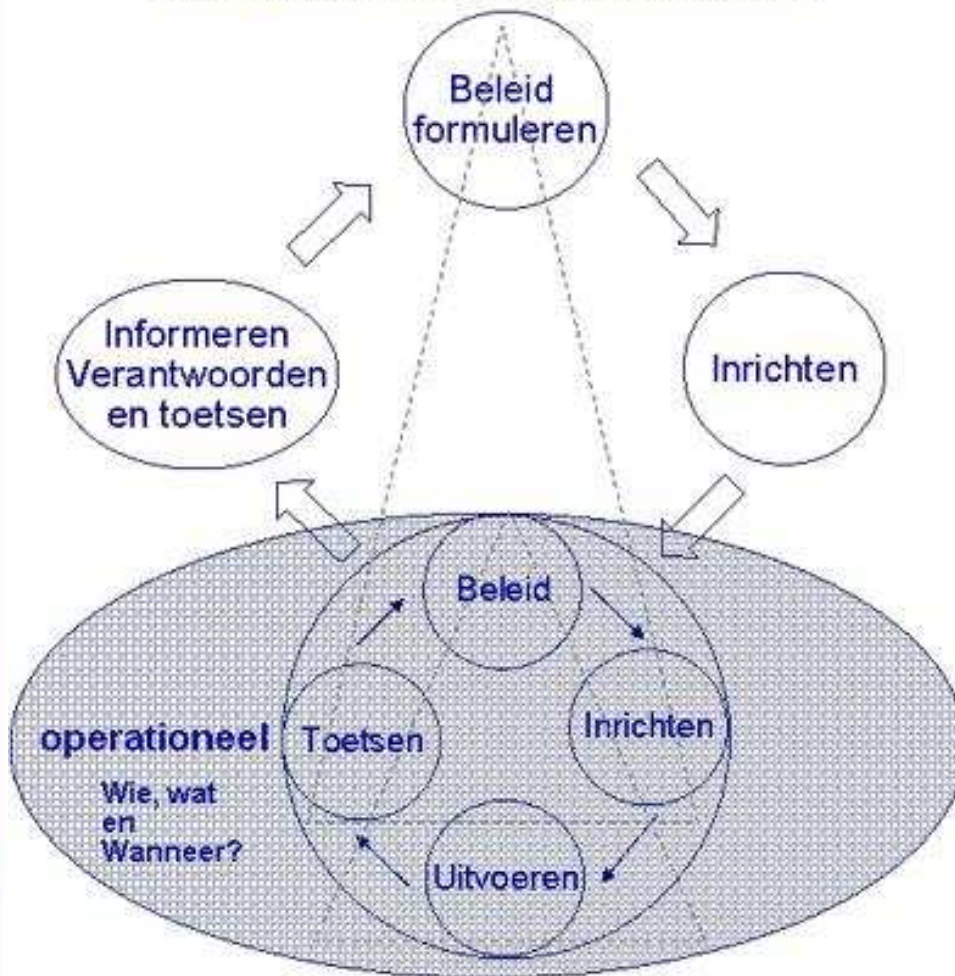 Beleid
formuleren
Informeren
Verantwoorden
en toetsen
Inrichten
Beleid
operationeel
Toetsen
Inrichten
Wie, wat
en
Wanneer?
Uitvoeren